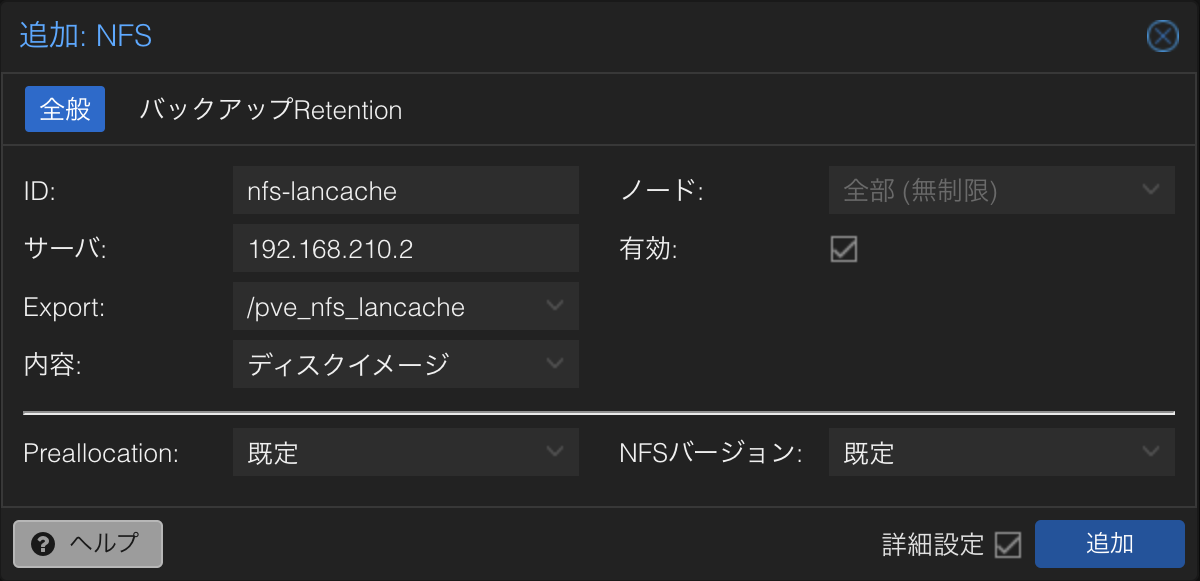 追加: NFS
全般 バックアップRetention
ID: nfs-lancache ノード: 全部 (無制限)
サーバ: 192.168.210.2 有効:
Export: /pve_nfs_lancache
内容: ディスクイメージ
Preallocation: 既定 NFSバージョン: 既定
? ヘルプ 詳細設定 追加